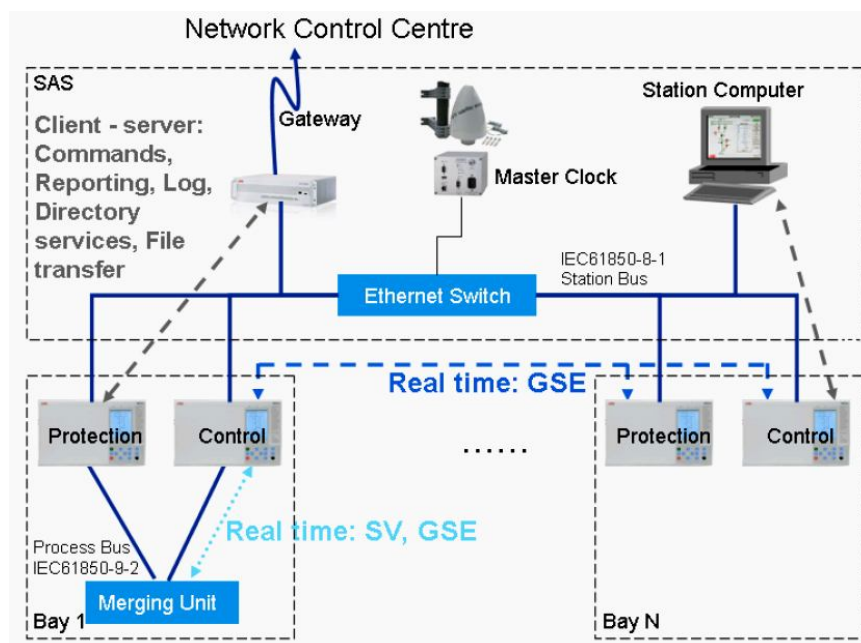 Network Control Centre
SAS
Client - server:
Commands,
Reporting, Log,
Directory
services, File
transfer
Gateway
Master Clock
Station Computer
IEC61850-8-1
Station Bus
Ethernet Switch
Real time: GSE
Protection
Control
......
Protection
Control
Real time: SV, GSE
Process Bus
IEC61850-9-2
Merging Unit
Bay 1
Bay N